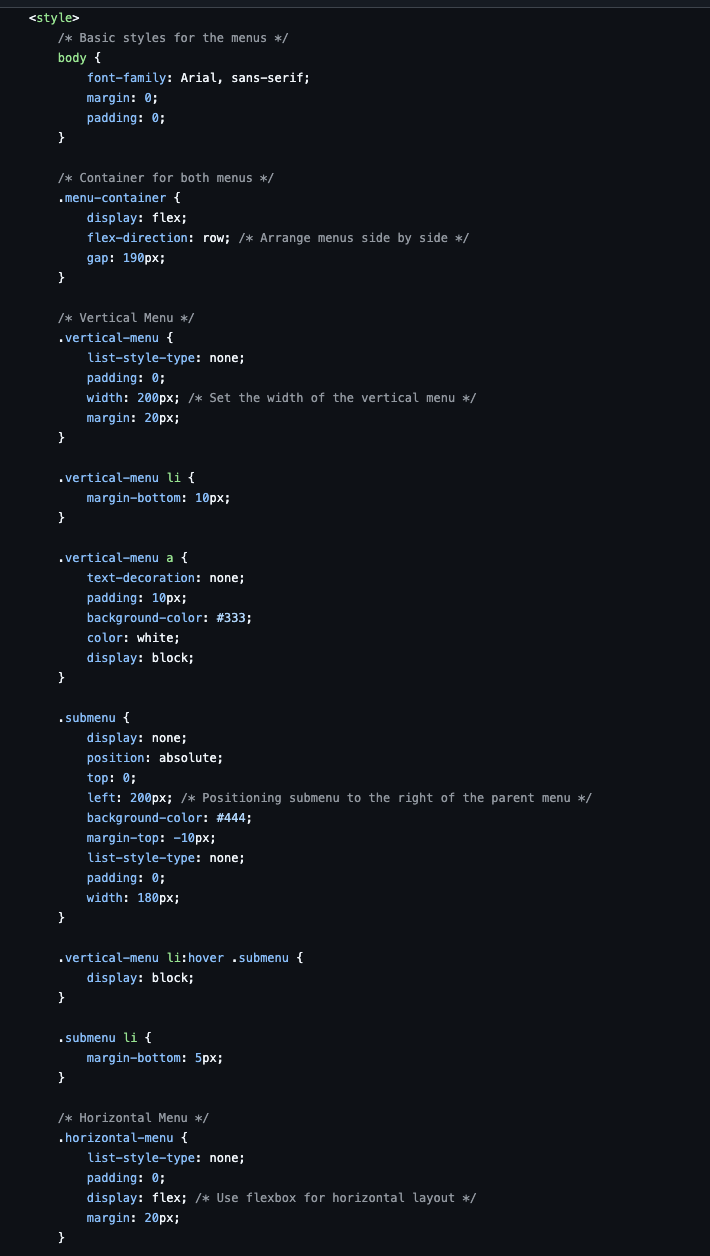 <style>
/* Basic styles for the menus */
body {
font-family: Arial, sans-serif;
margin: 0;
padding: 0;
}
/* Container for both menus */
.menu-container {
display: flex;
flex-direction: row; /* Arrange menus side by side */
gap: 190px;
}
/* Vertical Menu */
.vertical-menu {
list-style-type: none;
padding: 0;
width: 200px; /* Set the width of the vertical menu */
margin: 20px;
}
.vertical-menu li {
margin-bottom: 10px;
}
.vertical-menu a {
text-decoration: none;
padding: 10px;
background-color: #333;
color: white;
display: block;
}
.submenu {
display: none;
position: absolute;
top: 0;
left: 200px; /* Positioning submenu to the right of the parent menu */
background-color: #444;
margin-top: -10px;
list-style-type: none;
padding: 0;
width: 180px;
}
.vertical-menu li:hover .submenu {
display: block;
}
.submenu li {
margin-bottom: 5px;
}
/* Horizontal Menu */
.horizontal-menu {
list-style-type: none;
padding: 0;
display: flex; /* Use flexbox for horizontal layout */
margin: 20px;
}